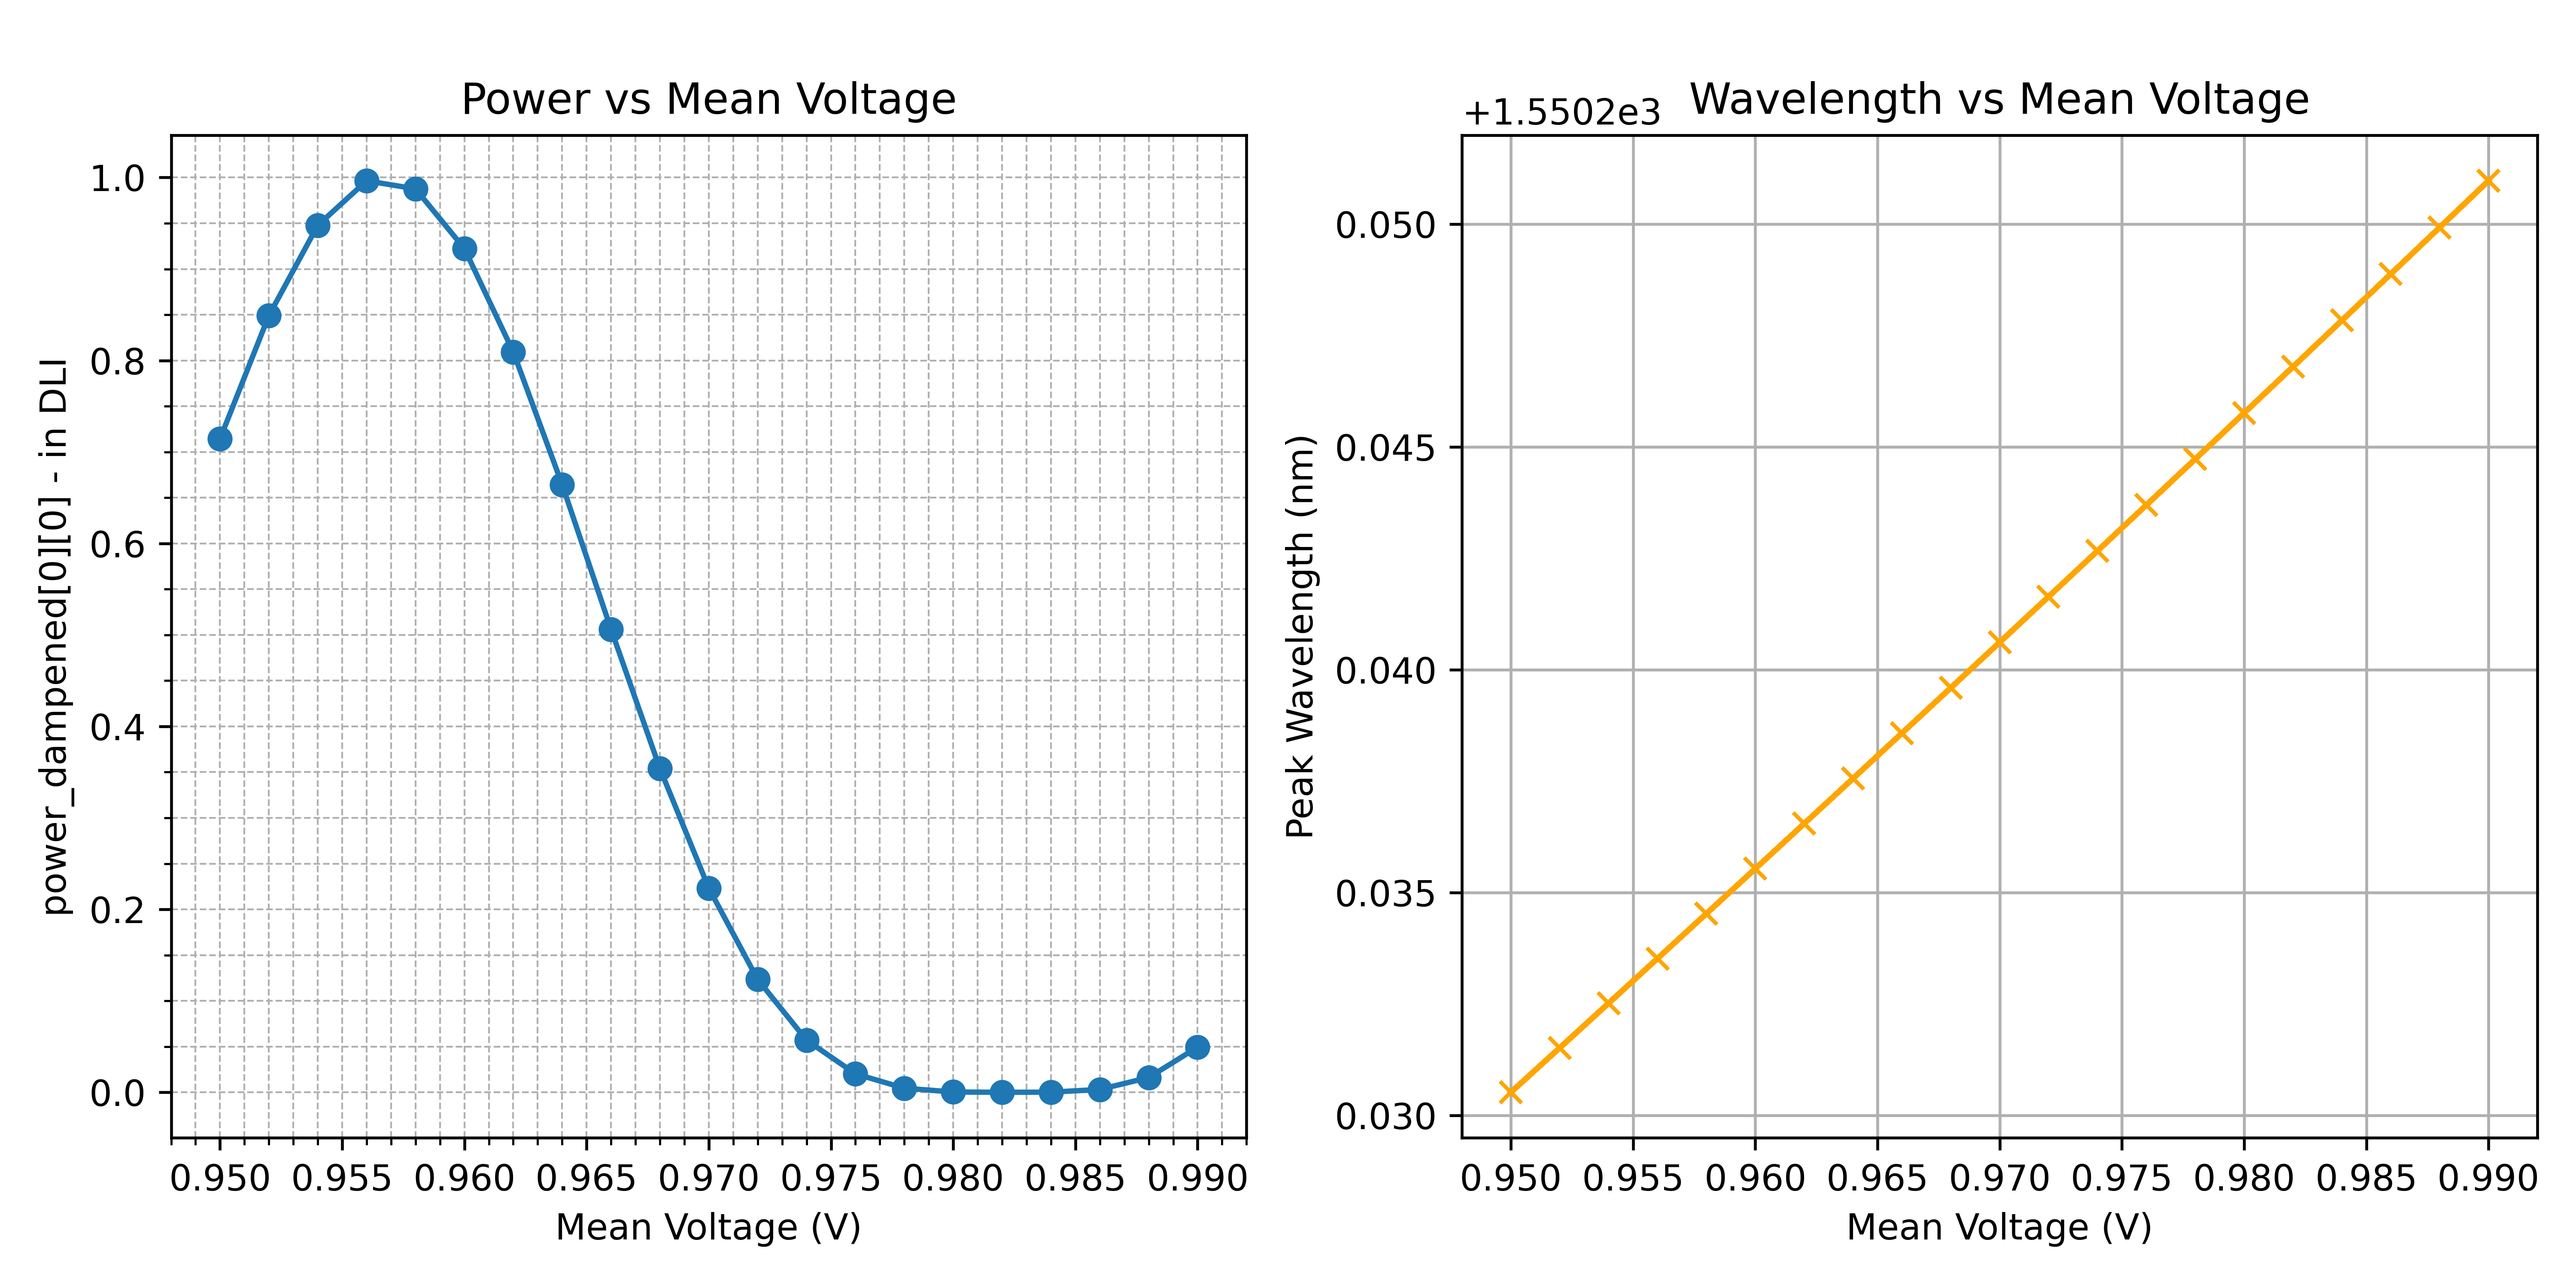 Power vs Mean Voltage
1.0
0.8
0.6
0.4
0.2
0.0
power_dampened[0][0] - in DLI
0.950 0.955 0.960 0.965 0.970 0.975 0.980 0.985 0.990
Mean Voltage (V)
Wavelength vs Mean Voltage
+1.5502e3
0.050
0.045
0.040
0.035
0.030
Peak Wavelength (nm)
0.950 0.955 0.960 0.965 0.970 0.975 0.980 0.985 0.990
Mean Voltage (V)